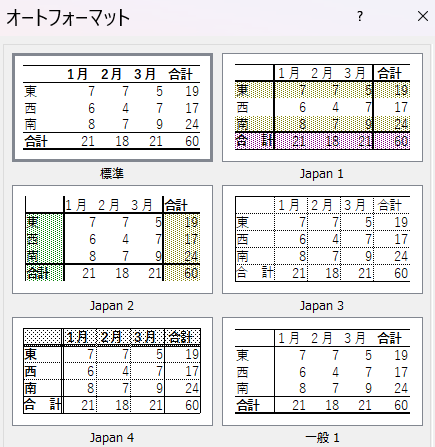 オートフォーマット ? ×
1月 2月 3月 合計
東 7 7 5 19
西 6 4 7 17
南 8 7 9 24
合計 21 18 21 60
標準
1月 2月 3月 合計
東 7 7 5 19
西 6 4 7 17
南 8 7 9 24
合 計 21 18 21 60
Japan 1
1月 2月 3月 合計
東 7 7 5 19
西 6 4 7 17
南 8 7 9 24
合計 21 18 21 60
Japan 2
1月 2月 3月 合計
東 7 7 5 19
西 6 4 7 17
南 8 7 9 24
合 計 21 18 21 60
Japan 3
1月 2月 3月 合計
東 7 7 5 19
西 6 4 7 17
南 8 7 9 24
合 計 21 18 21 60
Japan 4
1月 2月 3月 合計
東 7 7 5 19
西 6 4 7 17
南 8 7 9 24
合計 21 18 21 60
一般 1